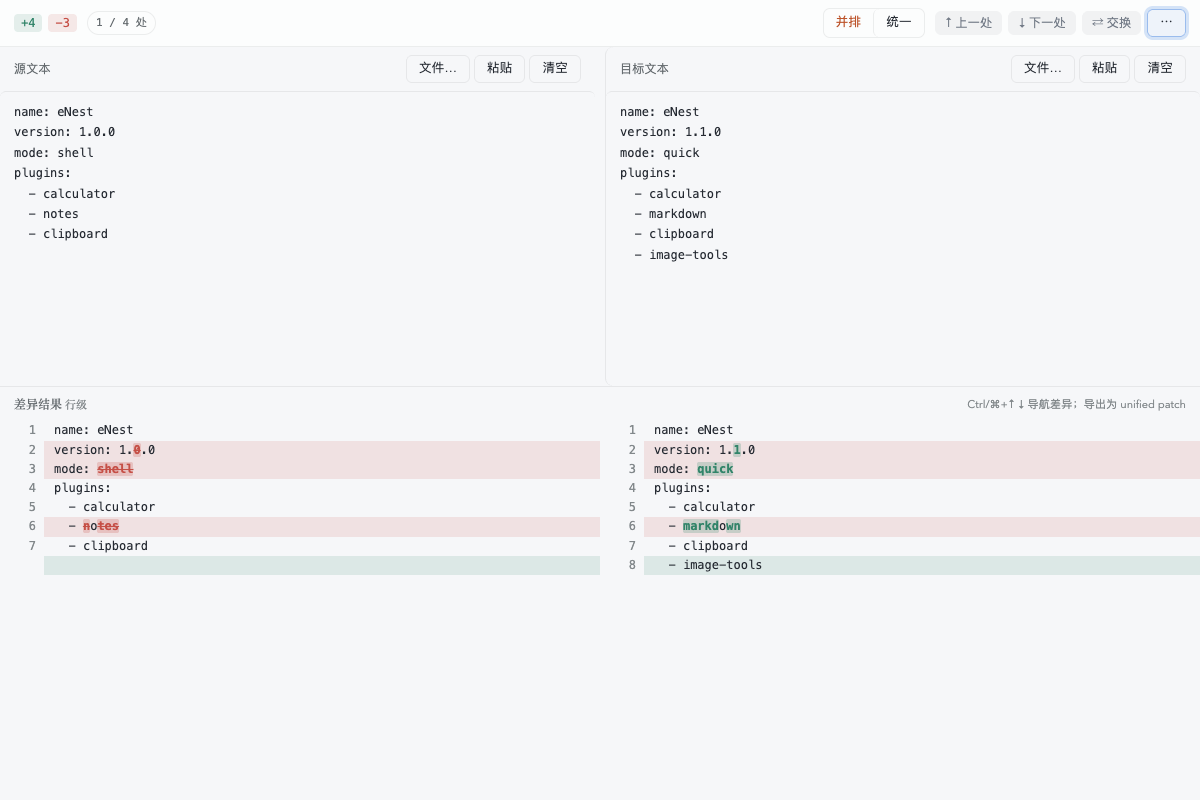 +4 −3 1 / 4 处 并排 统一 ↑上一处 ↓下一处 ⇄交换 ···
源文本 文件… 粘贴 清空
name: eNest
version: 1.0.0
mode: shell
plugins:
  - calculator
  - notes
  - clipboard
目标文本 文件… 粘贴 清空
name: eNest
version: 1.1.0
mode: quick
plugins:
  - calculator
  - markdown
  - clipboard
  - image-tools
差异结果 行级 Ctrl/⌘+↑↓导航差异；导出为 unified patch
1 name: eNest
2 version: 1.0.0
3 mode: shell
4 plugins:
5   - calculator
6   - notes
7   - clipboard
1 name: eNest
2 version: 1.1.0
3 mode: quick
4 plugins:
5   - calculator
6   - markdown
7   - clipboard
8   - image-tools